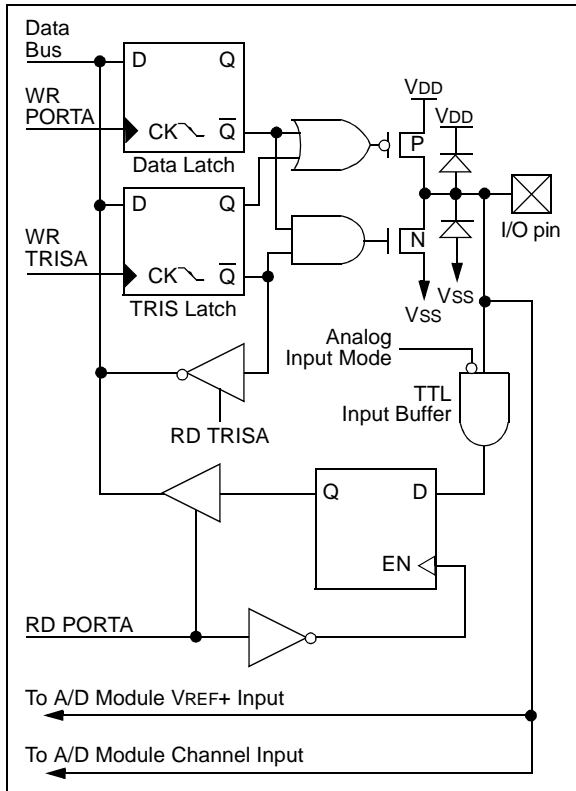 Data
Bus
D Q
VDD
WR
PORTA
VDD
CK Q
P
Data Latch
D Q
I/O pin
WR
TRISA
N
CK Q
VSS
VSS
TRIS Latch
Analog
Input Mode
TTL
Input Buffer
RD TRISA
Q D
EN
RD PORTA
To A/D Module VREF+ Input
To A/D Module Channel Input